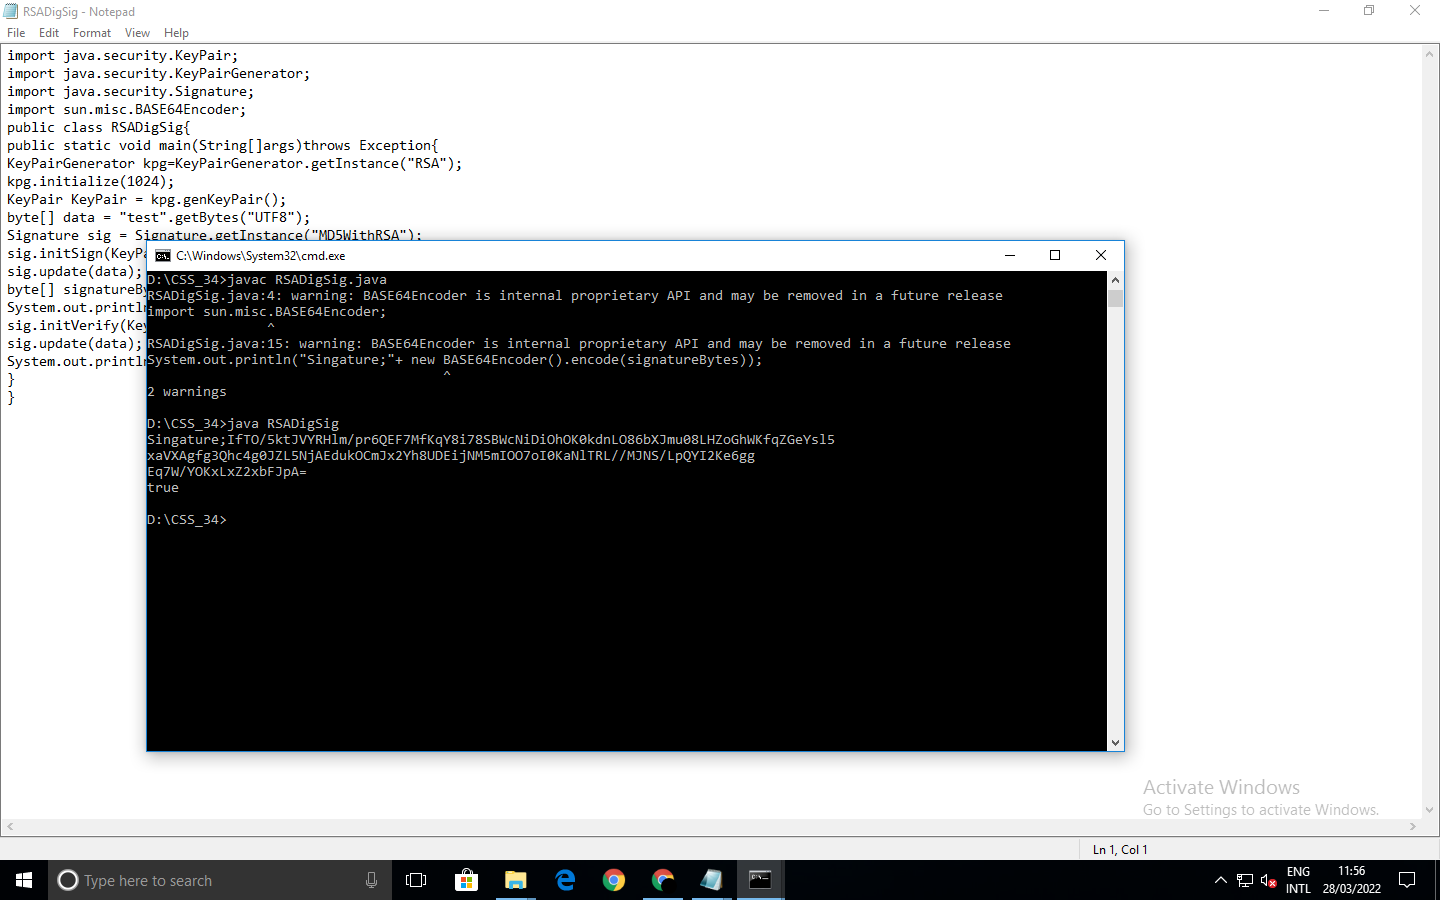 RSADigSig - Notepad
File Edit Format View Help
import java.security.KeyPair;
import java.security.KeyPairGenerator;
import java.security.Signature;
import sun.misc.BASE64Encoder;
public class RSADigSig{
public static void main(String[]args)throws Exception{
KeyPairGenerator kpg=KeyPairGenerator.getInstance("RSA");
kpg.initialize(1024);
KeyPair KeyPair = kpg.genKeyPair();
byte[] data = "test".getBytes("UTF8");
Signature sig = Signature.getInstance("MD5WithRSA");
sig.initSign(KeyPa
sig.update(data);
byte[] signatureBy
System.out.println
sig.initVerify(Key
sig.update(data);
System.out.println
}
}
C:\Windows\System32\cmd.exe
D:\CSS_34>javac RSADigSig.java
RSADigSig.java:4: warning: BASE64Encoder is internal proprietary API and may be removed in a future release
import sun.misc.BASE64Encoder;
^
RSADigSig.java:15: warning: BASE64Encoder is internal proprietary API and may be removed in a future release
System.out.println("Singature;"+ new BASE64Encoder().encode(signatureBytes));
^
2 warnings
D:\CSS_34>java RSADigSig
Singature;IfTO/5ktJVYRHlm/pr6QEF7MfKqY8i78SBWcNiDiOhOK0kdnLO86bXJmu08LHZoGhWKfqZGeYsl5
xaVXAgfg3Qhc4g0JZL5NjAEdukOCmJx2Yh8UDEijNM5mIOO7oI0KaNlTRL//MJNS/LpQYI2Ke6gg
Eq7W/YOKxLxZ2xbFJpA=
true
D:\CSS_34>
Activate Windows
Go to Settings to activate Windows.
Ln 1, Col 1
Type here to search
ENG
INTL
11:56
28/03/2022